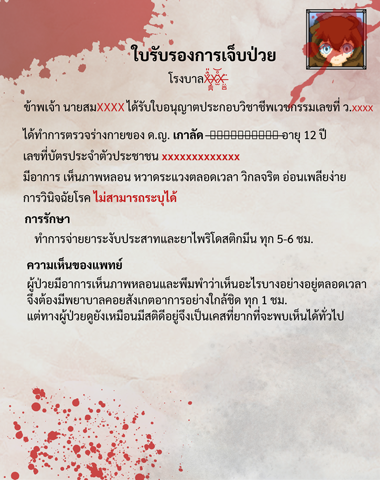 ใบรับรองการเจ็บป่วย
โรงบาลXXX
ข้าพเจ้า นายสมXXXX ได้รับใบอนุญาตประกอบวิชาชีพเวชกรรมเลขที่ ว.xxxx
ได้ทำการตรวจร่างกายของ ด.ญ. เกาลัด อายุ 12 ปี
เลขที่บัตรประจำตัวประชาชน xxxxxxxxxxxxx
มีอาการ เห็นภาพหลอน หวาดระแวงตลอดเวลา วิกลจริต อ่อนเพลียง่าย
การวินิจฉัยโรค ไม่สามารถระบุได้
การรักษา
ทำการจ่ายยาระงับประสาทและยาไพริโดสติกมีน ทุก 5-6 ชม.
ความเห็นของแพทย์
ผู้ป่วยมีอาการเห็นภาพหลอนและพึมพำว่าเห็นอะไรบางอย่างอยู่ตลอดเวลา
จึงต้องมีพยาบาลคอยสังเกตอาการอย่างใกล้ชิด ทุก 1 ชม.
แต่ทางผู้ป่วยดูยังเหมือนมีสติดีอยู่จึงเป็นเคสที่ยากที่จะพบเห็นได้ทั่วไป